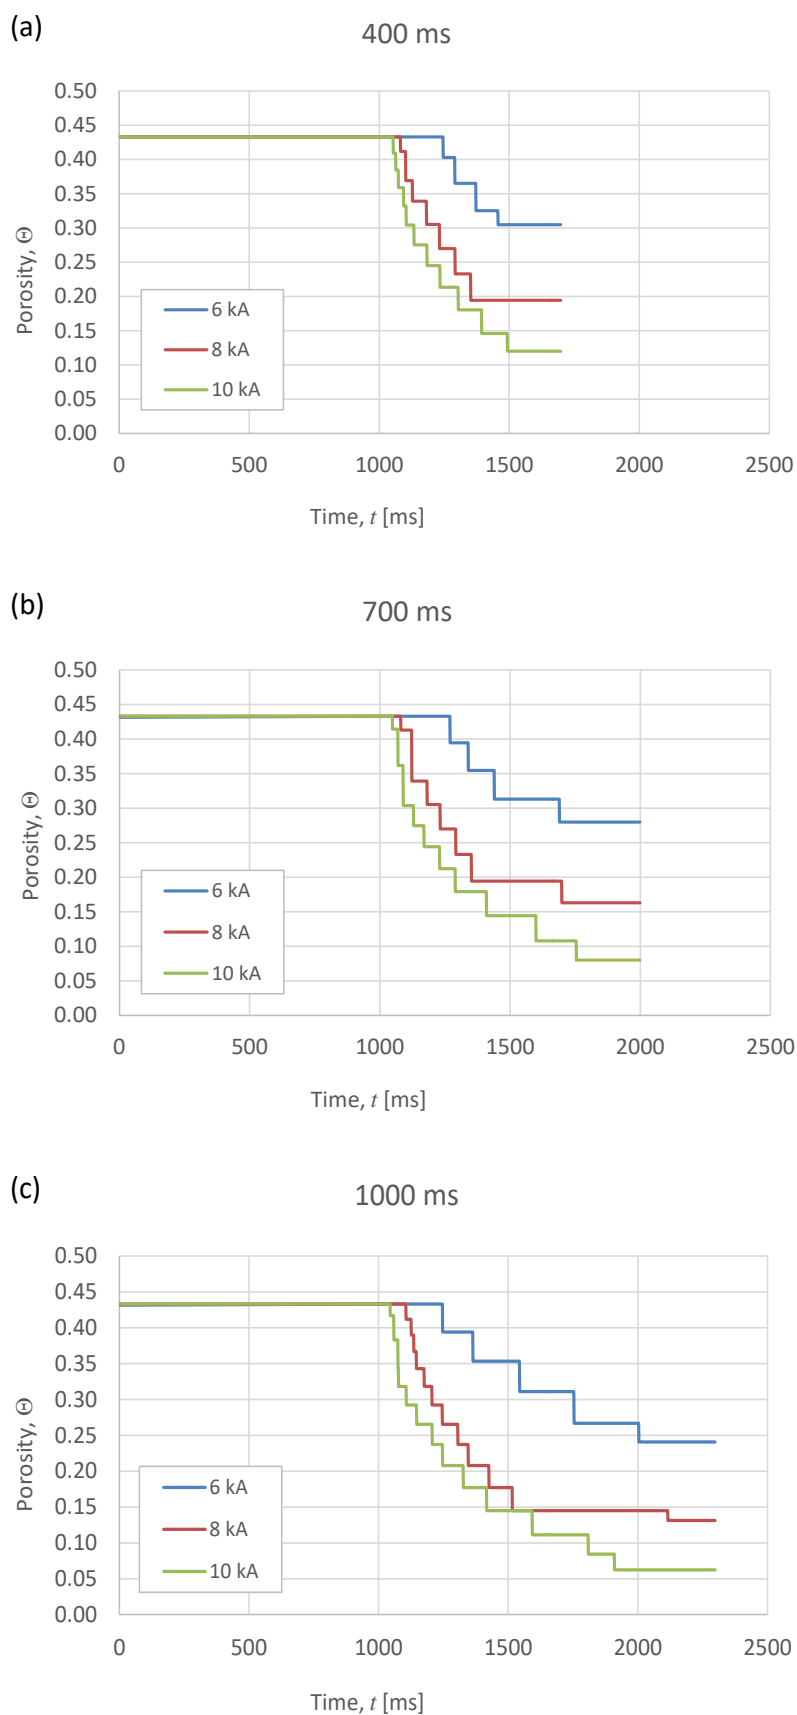 (a)
400 ms
0.50
0.45
0.40
0.35
0.30
0.25
0.20
0.15
0.10
0.05
0.00
Porosity, Θ
6 kA
8 kA
10 kA
0 500 1000 1500 2000 2500
Time, t [ms]
(b)
700 ms
0.50
0.45
0.40
0.35
0.30
0.25
0.20
0.15
0.10
0.05
0.00
Porosity, Θ
6 kA
8 kA
10 kA
0 500 1000 1500 2000 2500
Time, t [ms]
(c)
1000 ms
0.50
0.45
0.40
0.35
0.30
0.25
0.20
0.15
0.10
0.05
0.00
Porosity, Θ
6 kA
8 kA
10 kA
0 500 1000 1500 2000 2500
Time, t [ms]